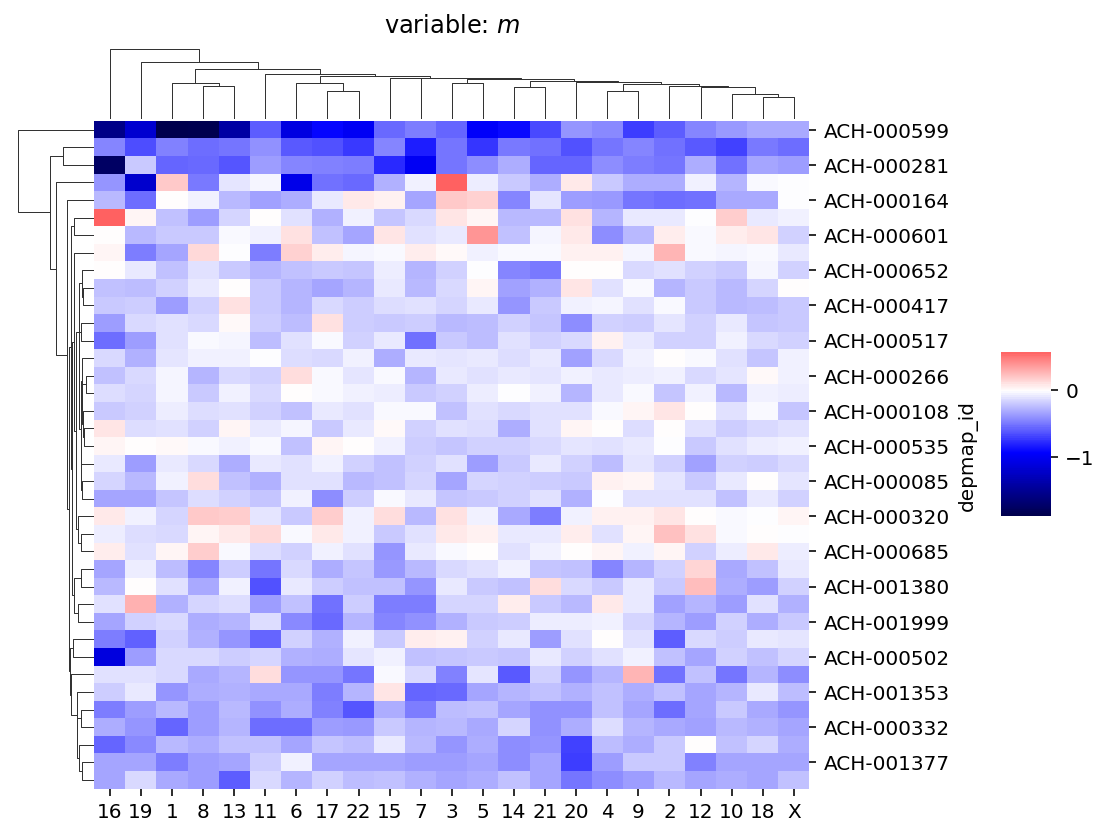 variable: m
ACH-000599
ACH-000281
ACH-000164
ACH-000601
ACH-000652
ACH-000417
ACH-000517
ACH-000266
ACH-000108
ACH-000535
ACH-000085
ACH-000320
ACH-000685
ACH-001380
ACH-001999
ACH-000502
ACH-001353
ACH-000332
ACH-001377
depmap_id
0
−1
16 19 1 8 13 11 6 17 22 15 7 3 5 14 21 20 4 9 2 12 10 18 X